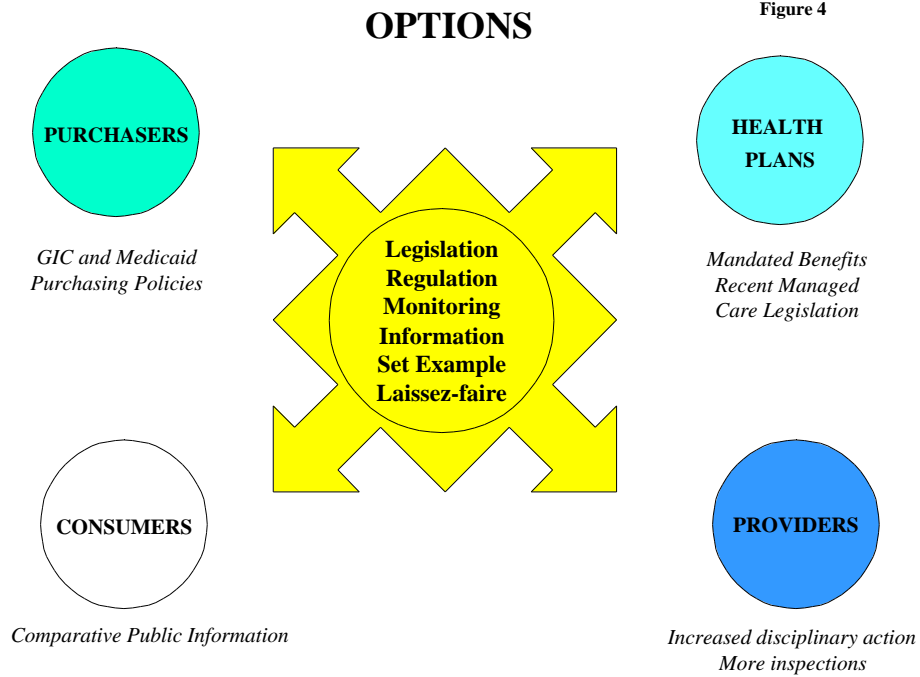 OPTIONS
Figure 4
PURCHASERS
GIC and Medicaid
Purchasing Policies
HEALTH
PLANS
Mandated Benefits
Recent Managed
Care Legislation
Legislation
Regulation
Monitoring
Information
Set Example
Laissez-faire
CONSUMERS
Comparative Public Information
PROVIDERS
Increased disciplinary action
More inspections